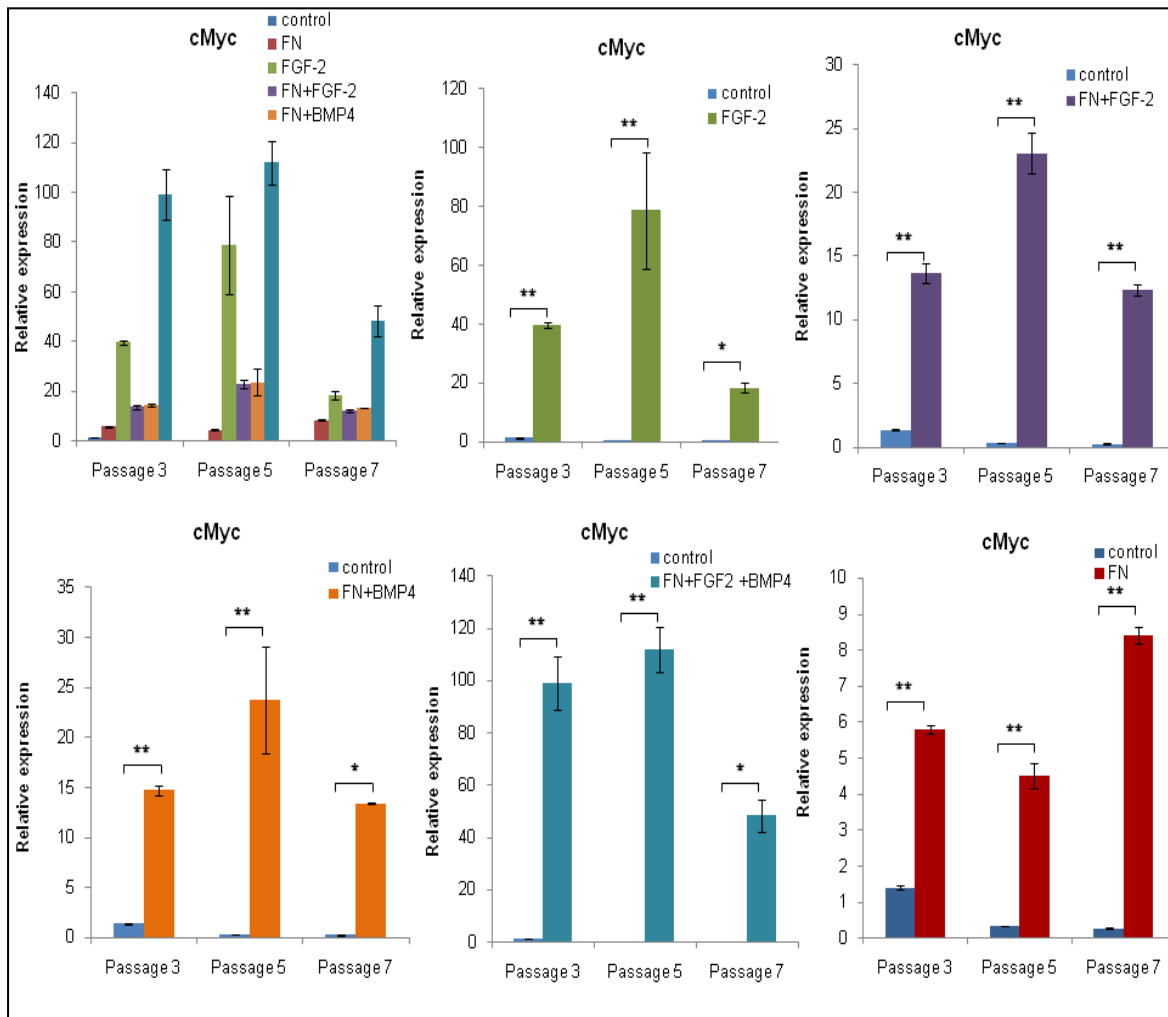 cMyc
control
FN
FGF-2
FN+FGF-2
FN+BMP4
140
120
100
80
60
40
20
0
Relative expression
Passage 3 Passage 5 Passage 7
cMyc
control
FGF-2
120
100
80
60
40
20
0
Relative expression
**
**
*
Passage 3 Passage 5 Passage 7
cMyc
control
FN+FGF-2
30
25
20
15
10
5
0
Relative expression
**
**
**
Passage 3 Passage 5 Passage 7
cMyc
control
FN+BMP4
35
30
25
20
15
10
5
0
Relative expression
**
**
*
Passage 3 Passage 5 Passage 7
cMyc
control
FN+FGF2 +BMP4
140
120
100
80
60
40
20
0
Relative expression
**
**
*
Passage 3 Passage 5 Passage 7
cMyc
control
FN
10
9
8
7
6
5
4
3
2
1
0
Relative expression
**
**
**
Passage 3 Passage 5 Passage 7